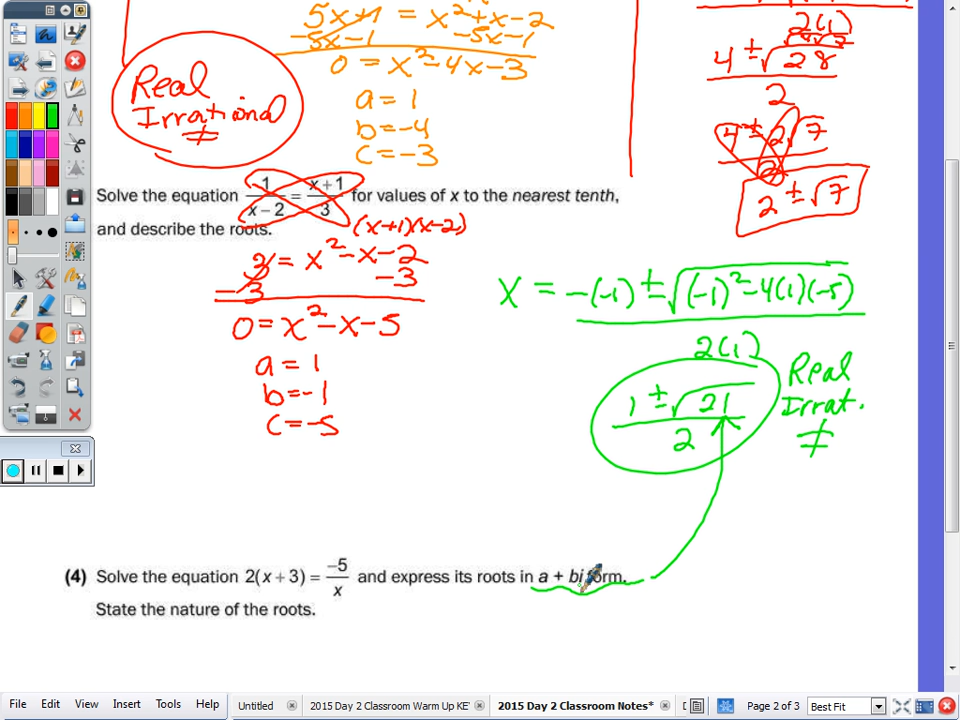 5x+1 = x²+x-2
-5x-1 -5x-1
0 = x²-4x-3
a = 1
b = -4
c = -3
Real
Irrational
≠
2(1)
4 ± √28
2
4 ± 2√7
2
2 ± √7
Solve the equation 1/(x – 2) = (x + 1)/3 for values of x to the nearest tenth,
and describe the roots.
(x+1)(x-2)
3 = x²-x-2
-3 -3
0 = x²-x-5
a = 1
b = -1
c = -5
x = -(-1) ± √(-1)²-4(1)(-5)
2(1)
1 ± √21
2
Real
Irrat.
≠
(4) Solve the equation 2(x + 3) = –5/x and express its roots in a + bi form.
State the nature of the roots.
File Edit View Insert Tools Help Untitled 2015 Day 2 Classroom Warm Up KE 2015 Day 2 Classroom Notes* Page 2 of 3 Best Fit